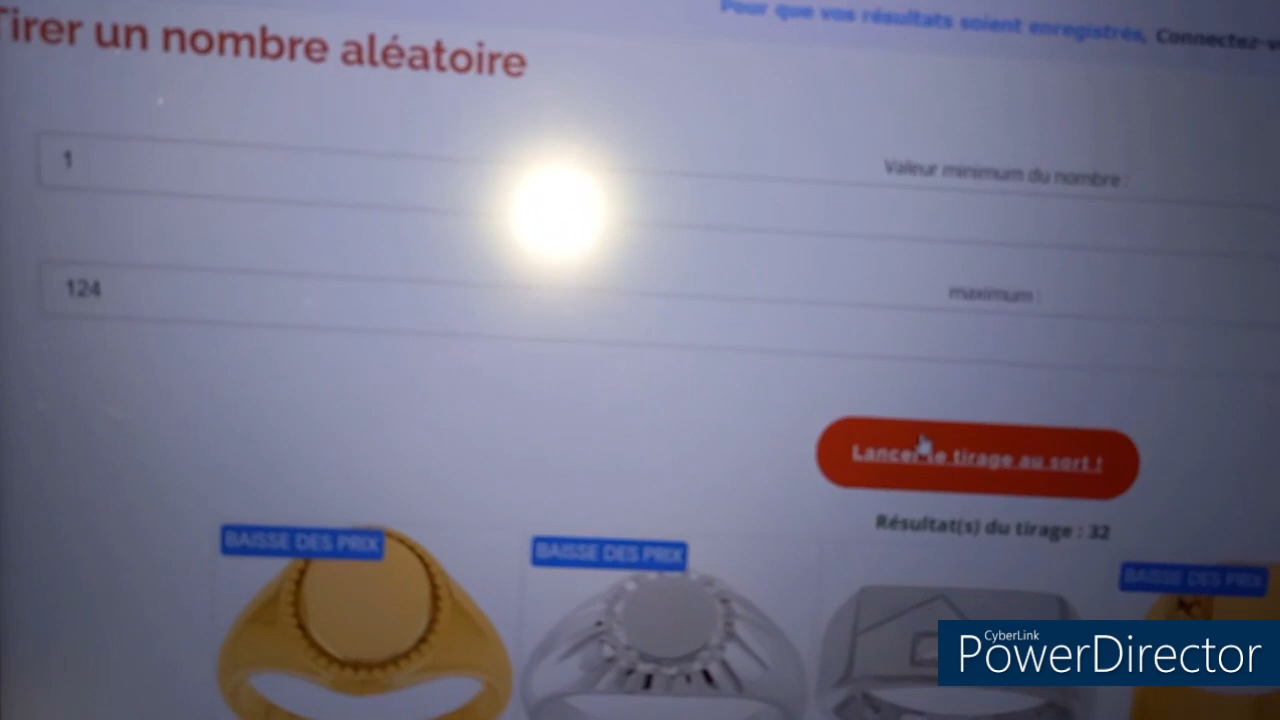 Pour que vos résultats soient enregistrés, Connectez-v
Tirer un nombre aléatoire
1
Valeur minimum du nombre :
124
maximum :
Lancer le tirage au sort !
Résultat(s) du tirage : 32
BAISSE DES PRIX
BAISSE DES PRIX
BAISSE DES PRIX
CyberLink
PowerDirector